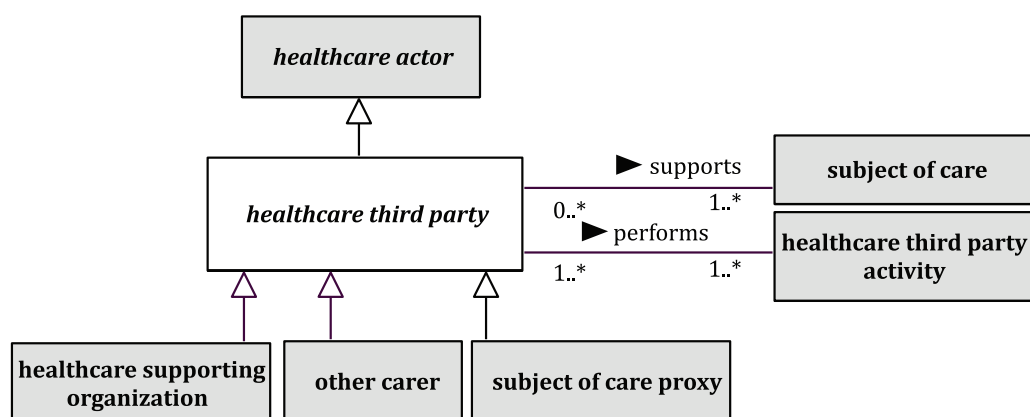 healthcare actor
supports
subject of care
0..*
1..*
healthcare third party
performs
healthcare third party
activity
1..*
1..*
healthcare supporting
organization
other carer
subject of care proxy